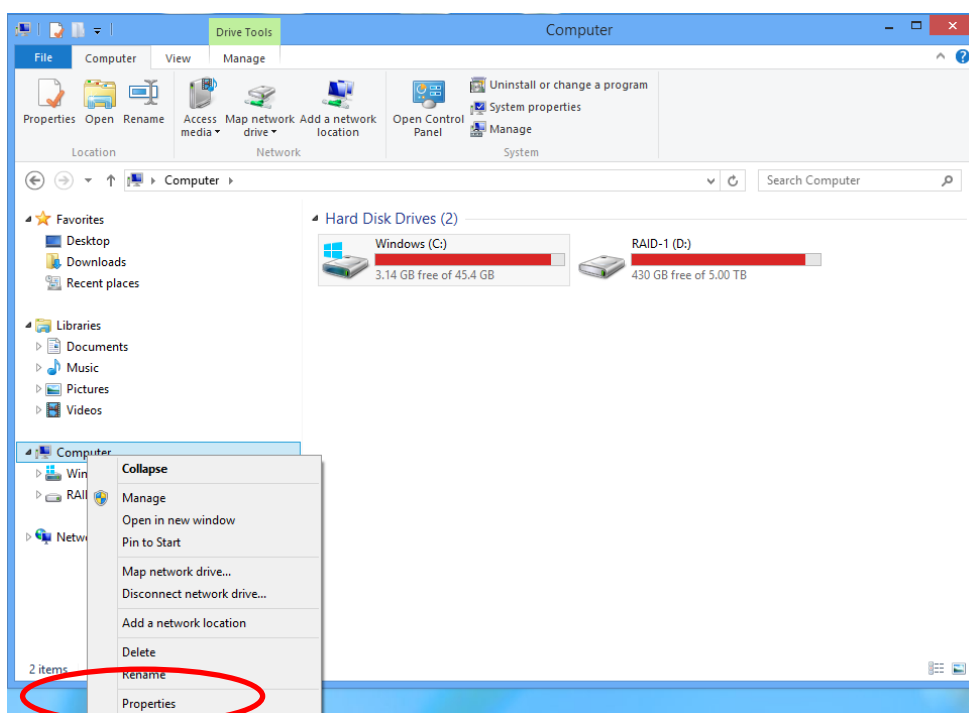 Drive Tools
Computer
File
Computer
View
Manage
Properties
Open
Rename
Access media
Map network drive
Add a network location
Open Control Panel
Uninstall or change a program
System properties
Manage
Location
Network
System
Computer
Search Computer
Favorites
Desktop
Downloads
Recent places
Libraries
Documents
Music
Pictures
Videos
Computer
Win
RAI
Netw
Hard Disk Drives (2)
Windows (C:)
3.14 GB free of 45.4 GB
RAID-1 (D:)
430 GB free of 5.00 TB
Collapse
Manage
Open in new window
Pin to Start
Map network drive...
Disconnect network drive...
Add a network location
Delete
Rename
Properties
2 items